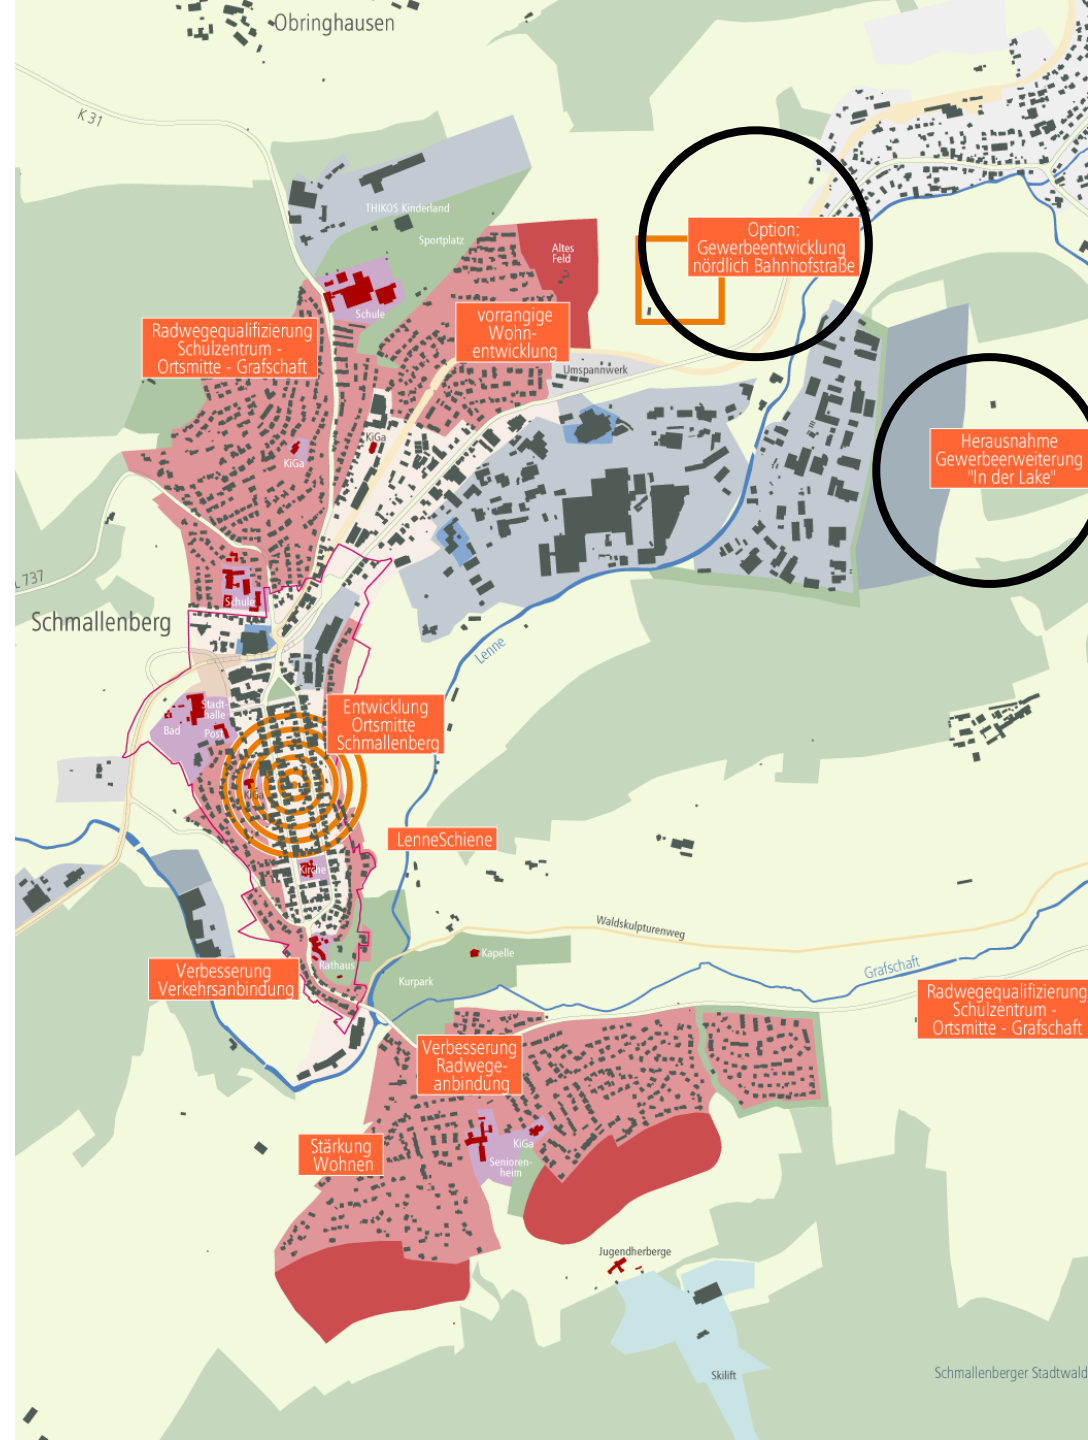 Obringhausen
K 31
THIKOS Kinderland
Sportplatz
Altes
Feld
Option:
Gewerbeentwicklung
nördlich Bahnhofstraße
Schule
Radwegequalifizierung
Schulzentrum -
Ortsmitte - Grafschaft
vorrangige
Wohn-
entwicklung
Umspannwerk
KiGa
KiGa
Herausnahme
Gewerbeerweiterung
"In der Lake"
L 737
Schule
Schmallenberg
Lenne
Stadt-
halle
Bad
Post
Entwicklung
Ortsmitte
Schmallenberg
KiGa
LenneSchiene
Kirche
Waldskulpturenweg
Rathaus
Kapelle
Kurpark
Grafschaft
Verbesserung
Verkehrsanbindung
Radwegequalifizierung
Schulzentrum -
Ortsmitte - Grafschaft
Verbesserung
Radwege-
anbindung
Stärkung
Wohnen
KiGa
Senioren-
heim
Jugendherberge
Skilift
Schmallenberger Stadtwald